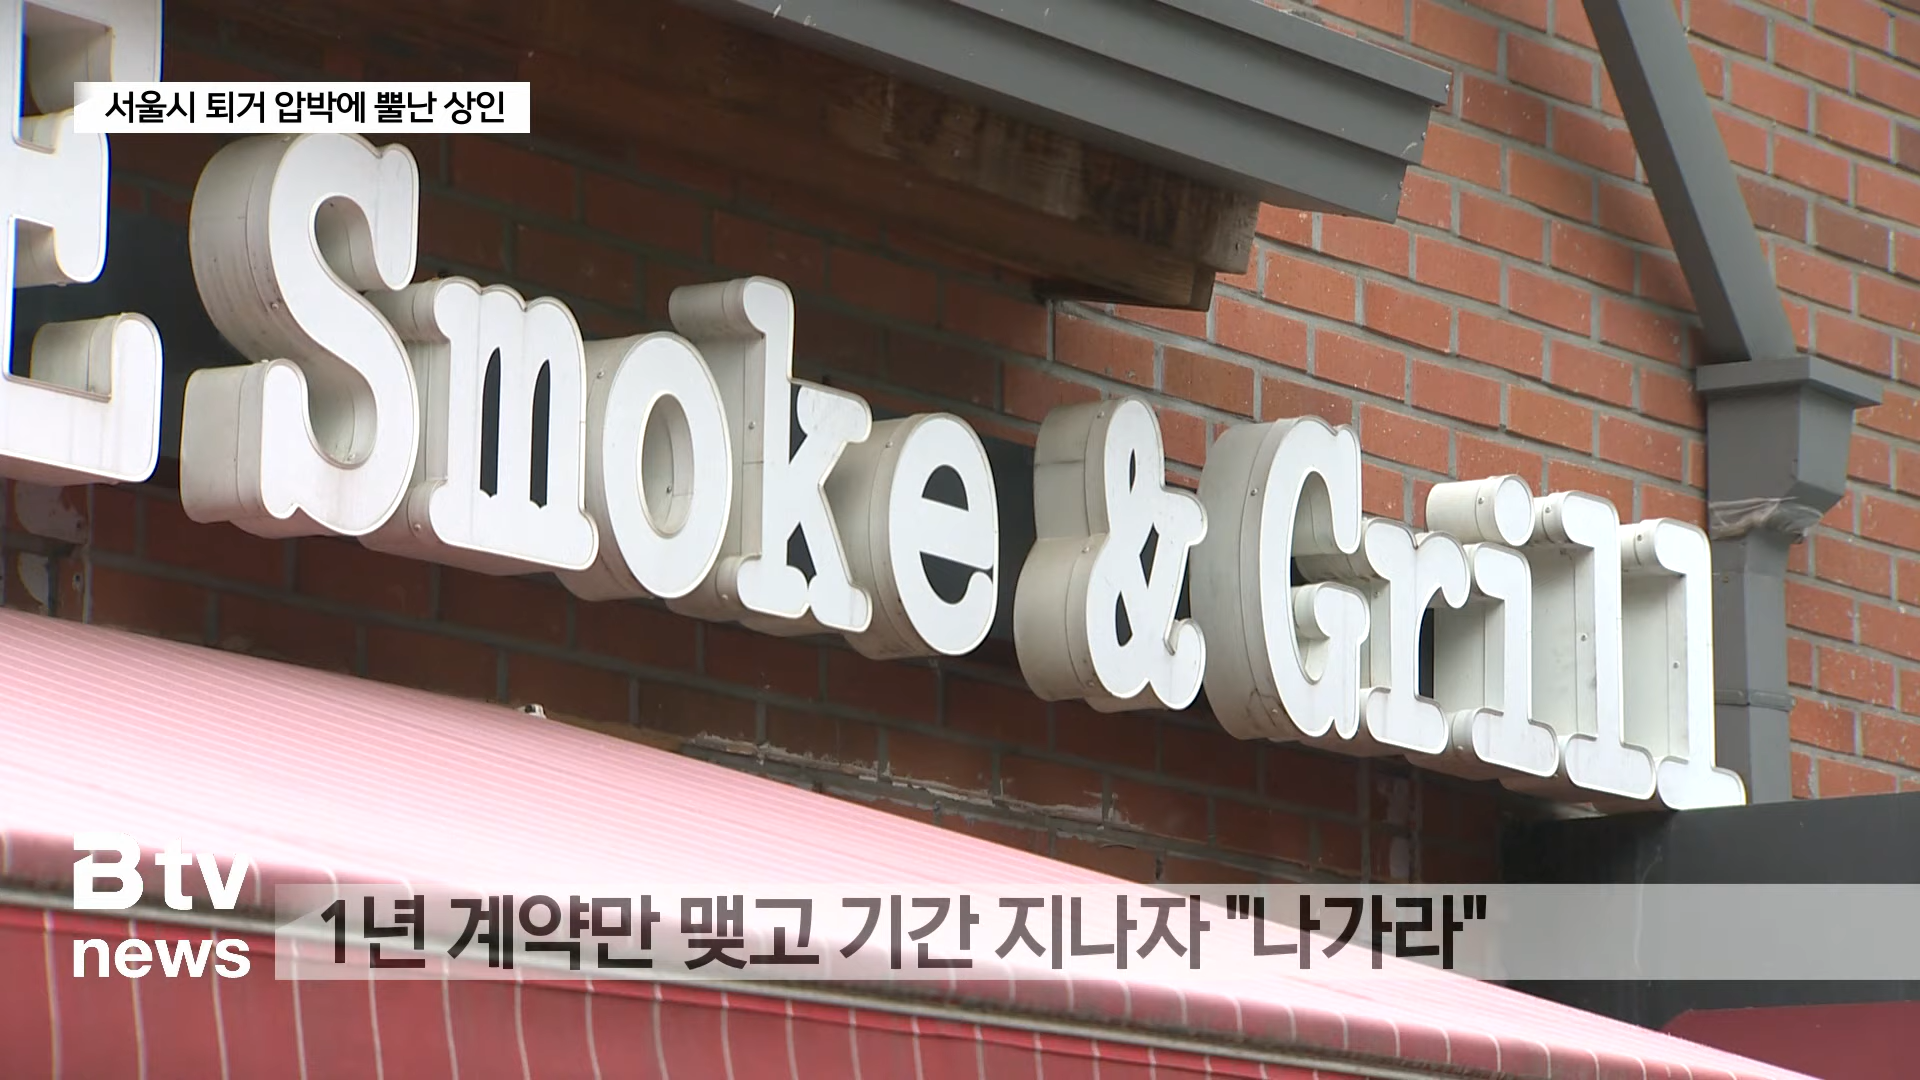 서울시 퇴거 압박에 뿔난 상인
E Smoke & Grill
B tv
news
1년 계약만 맺고 기간 지나자 "나가라"